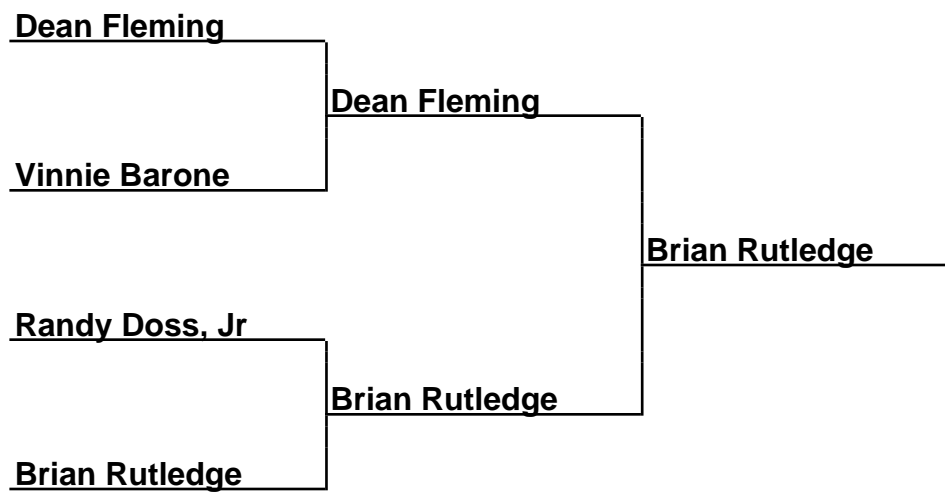 Dean Fleming
Dean Fleming
Vinnie Barone
Brian Rutledge
Randy Doss, Jr
Brian Rutledge
Brian Rutledge